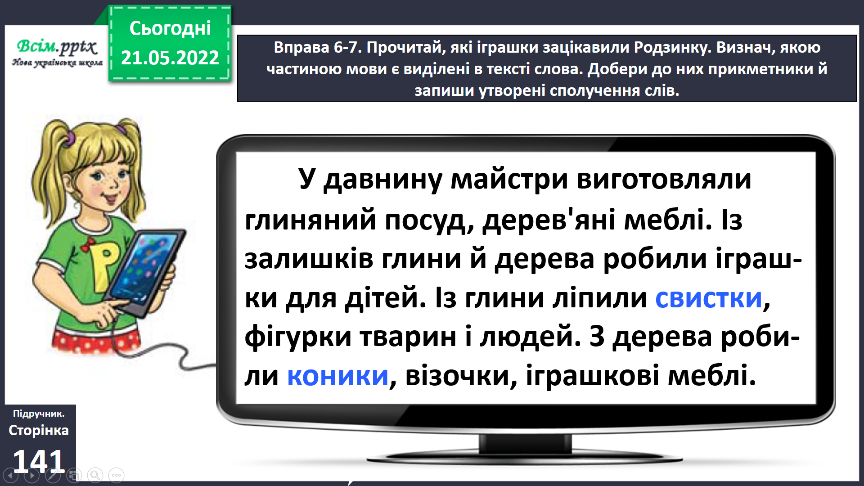 Всім.pptx
Нова українська школа
Сьогодні
21.05.2022
Вправа 6-7. Прочитай, які іграшки зацікавили Родзинку. Визнач, якою
частиною мови є виділені в тексті слова. Добери до них прикметники й
запиши утворені сполучення слів.
Р
У давнину майстри виготовляли
глиняний посуд, дерев'яні меблі. Із
залишків глини й дерева робили іграш-
ки для дітей. Із глини ліпили свистки,
фігурки тварин і людей. З дерева роби-
ли коники, візочки, іграшкові меблі.
Підручник.
Сторінка
141